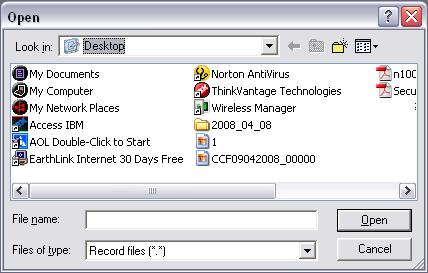 Open
Look in: Desktop
My Documents
My Computer
My Network Places
Access IBM
AOL Double-Click to Start
EarthLink Internet 30 Days Free
Norton AntiVirus
ThinkVantage Technologies
Wireless Manager
2008_04_08
1
CCF09042008_00000
n100
Secu
File name:
Open
Files of type: Record files (*.*)
Cancel